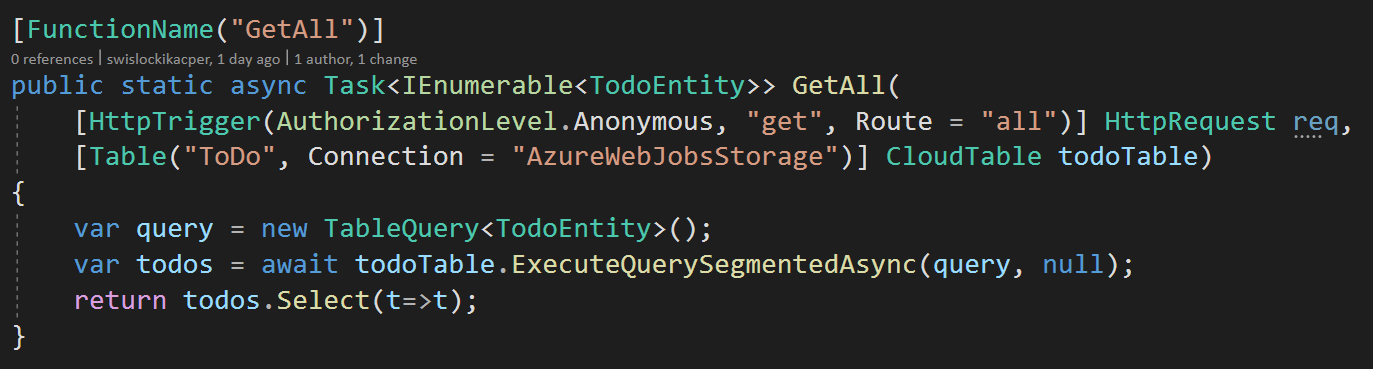 [FunctionName("GetAll")]
0 references | swislockikacper, 1 day ago | 1 author, 1 change
public static async Task<IEnumerable<TodoEntity>> GetAll(
    [HttpTrigger(AuthorizationLevel.Anonymous, "get", Route = "all")] HttpRequest req,
    [Table("ToDo", Connection = "AzureWebJobsStorage")] CloudTable todoTable)
{
    var query = new TableQuery<TodoEntity>();
    var todos = await todoTable.ExecuteQuerySegmentedAsync(query, null);
    return todos.Select(t=>t);
}